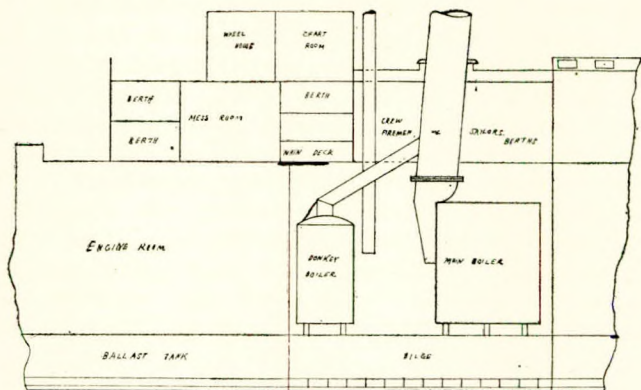 WHEEL
HOUSE
CHART
ROOM
BERTH
BERTH
MESS ROOM
BERTH
CREW
FIREMEN
SAILORS
BERTHS
MAIN DECK
ENGINE ROOM
DONKEY
BOILER
MAIN BOILER
BALLAST TANK
BILGE